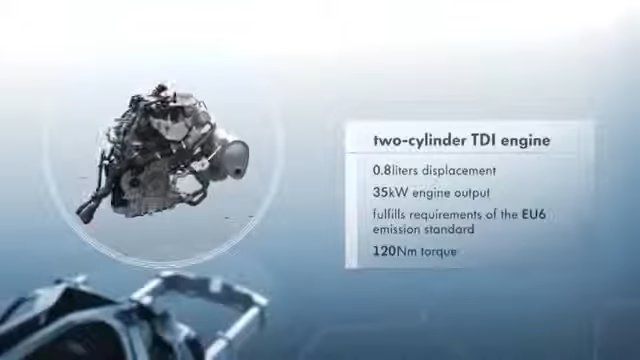 two-cylinder TDI engine
0.8liters displacement
35kW engine output
fulfills requirements of the EU6
emission standard
120Nm torque